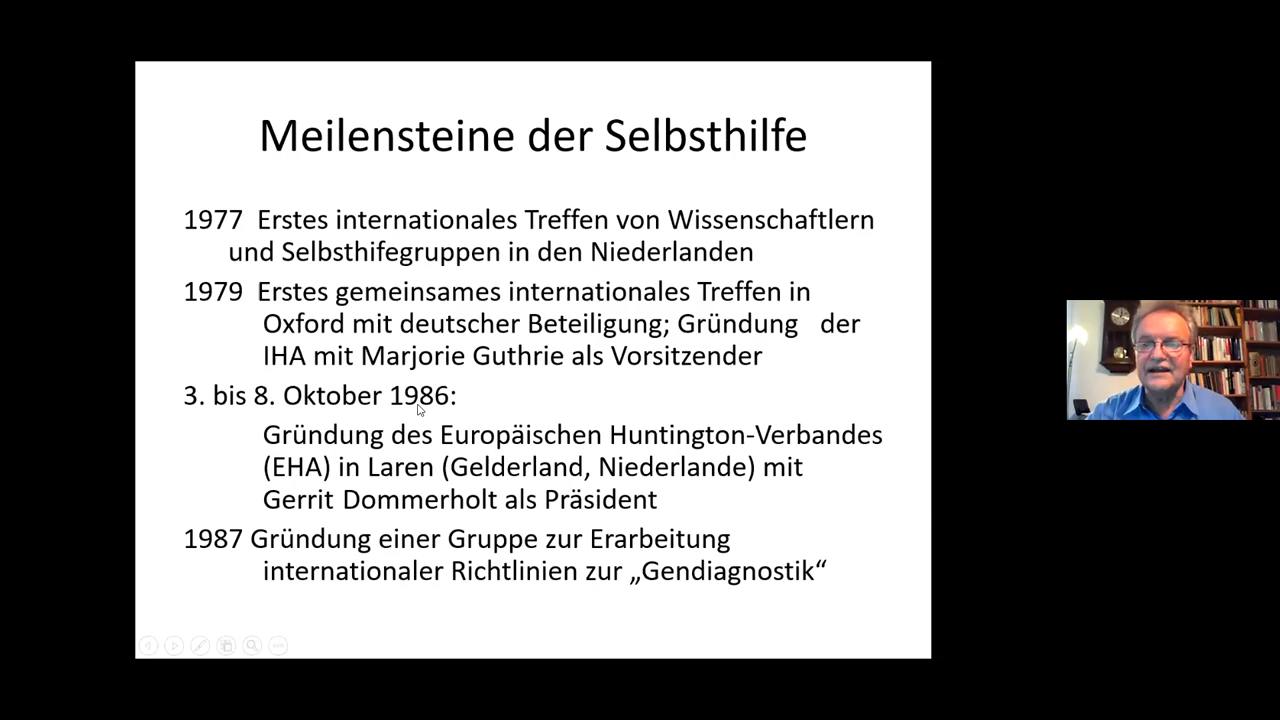 Meilensteine der Selbsthilfe
1977 Erstes internationales Treffen von Wissenschaftlern
und Selbsthifegruppen in den Niederlanden
1979 Erstes gemeinsames internationales Treffen in
Oxford mit deutscher Beteiligung; Gründung der
IHA mit Marjorie Guthrie als Vorsitzender
3. bis 8. Oktober 1986:
Gründung des Europäischen Huntington-Verbandes
(EHA) in Laren (Gelderland, Niederlande) mit
Gerrit Dommerholt als Präsident
1987 Gründung einer Gruppe zur Erarbeitung
internationaler Richtlinien zur „Gendiagnostik“